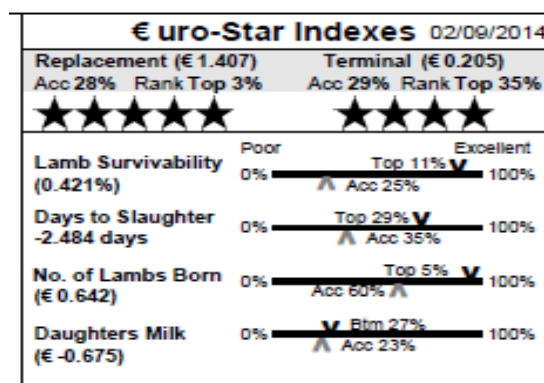 € uro-Star Indexes 02/09/2014
Replacement (€ 1.407) Terminal (€ 0.205)
Acc 28% Rank Top 3% Acc 29% Rank Top 35%
Poor Excellent
Lamb Survivability
(0.421%)
0% Top 11% 100%
Acc 25%
Days to Slaughter
-2.484 days
0% Top 29% 100%
Acc 35%
No. of Lambs Born
(€ 0.642)
0% Top 5% 100%
Acc 60%
Daughters Milk
(€ -0.675)
0% Btm 27% 100%
Acc 23%